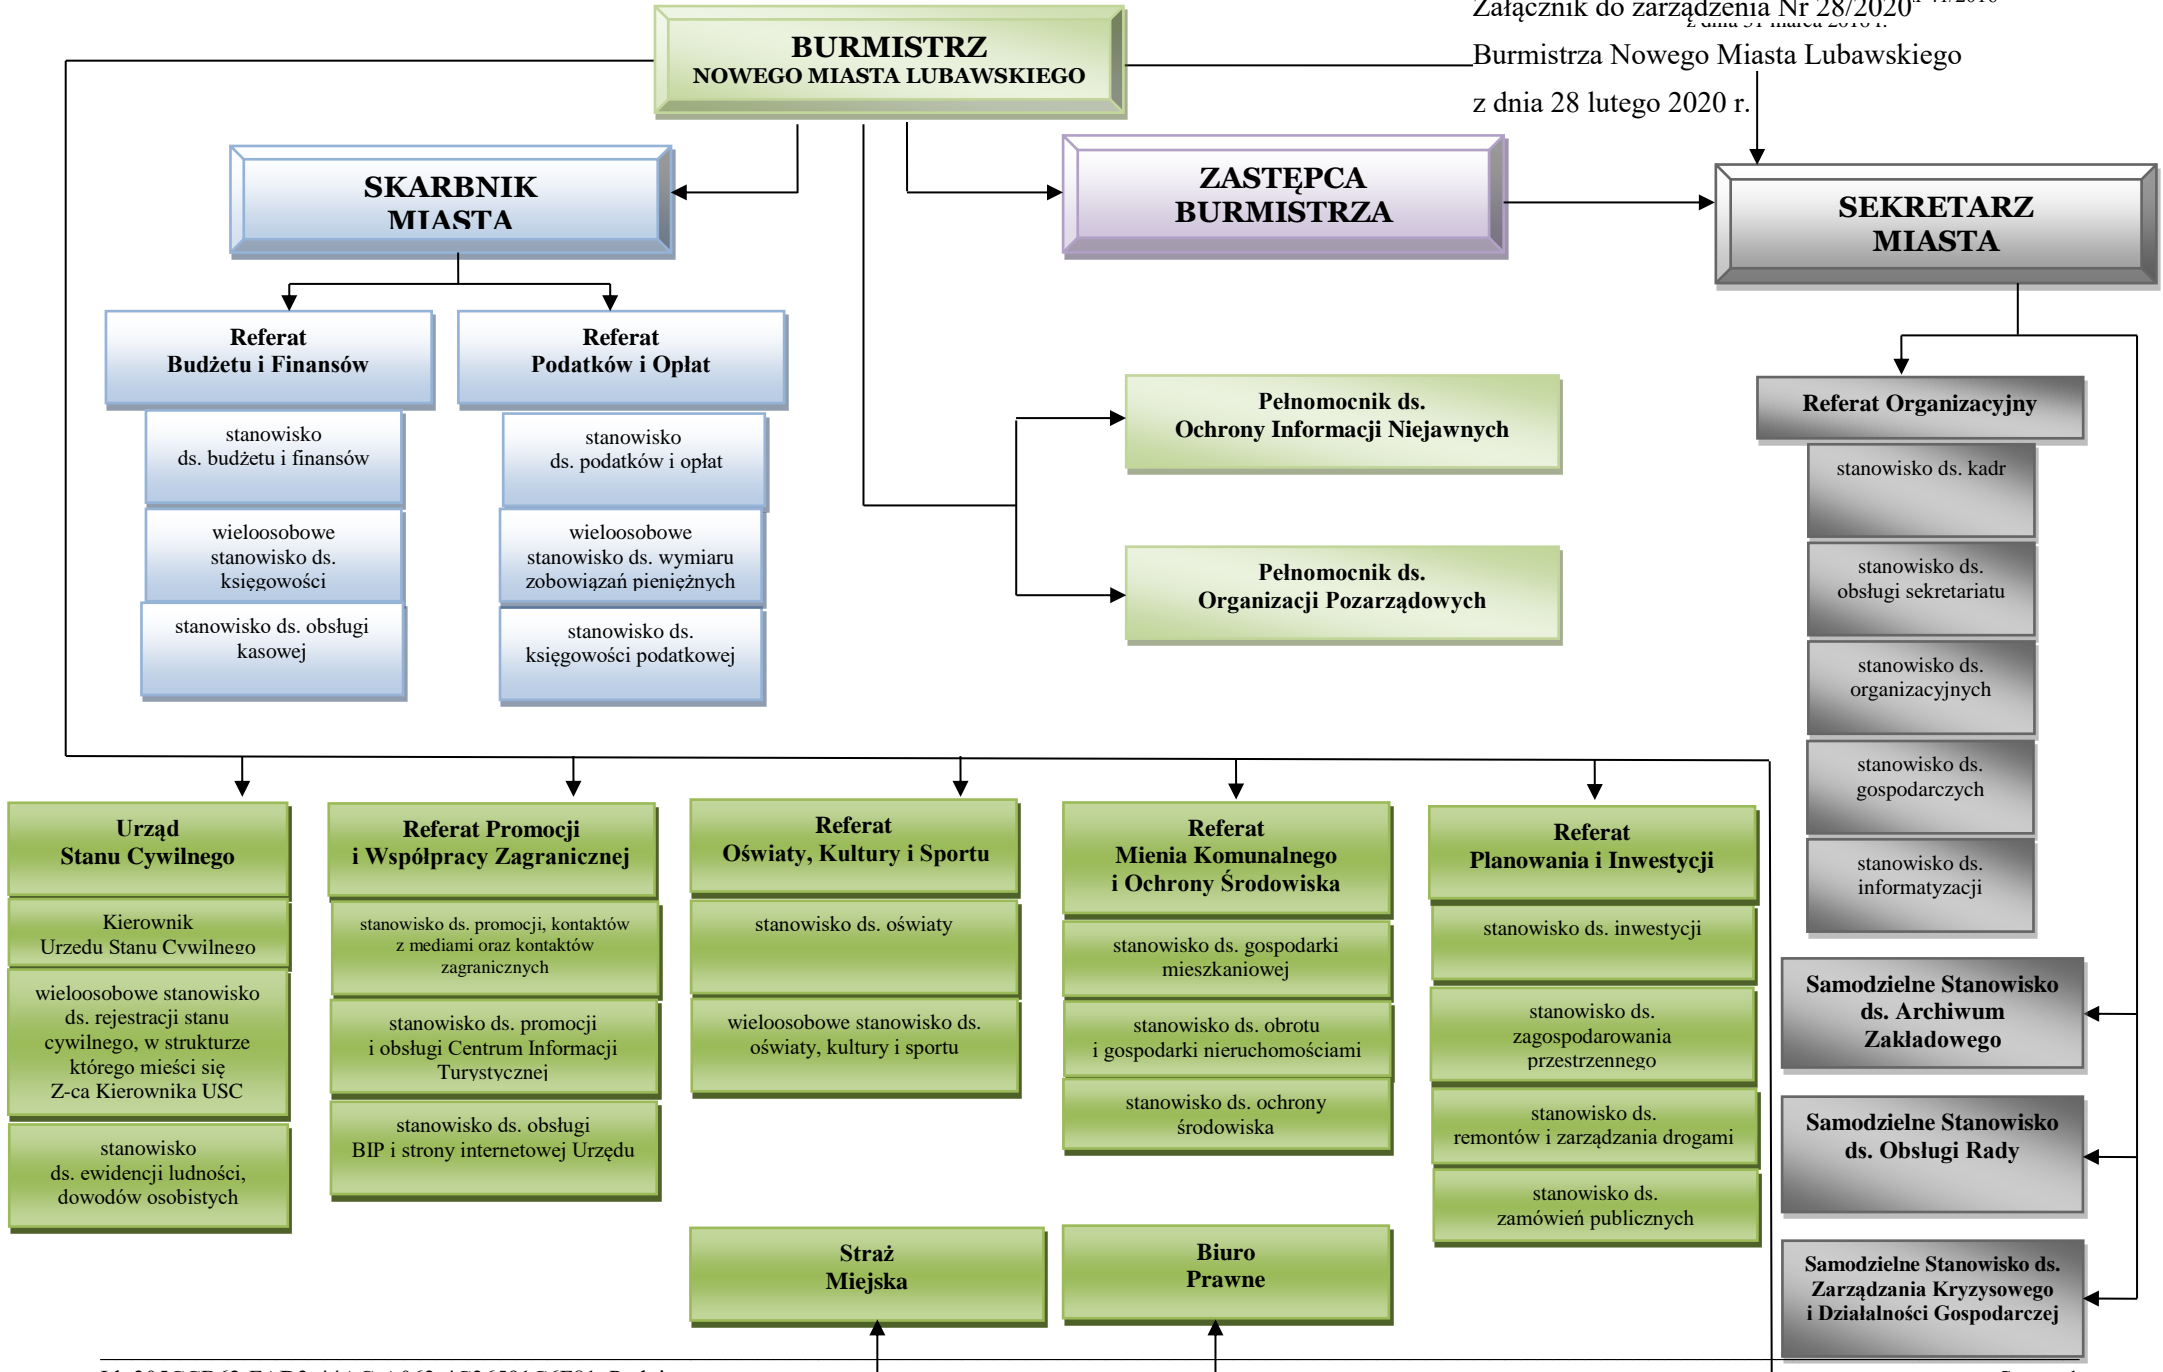 Załącznik do zarządzenia Nr 28/2020
z dnia 31 marca 2016 r.
Burmistrza Nowego Miasta Lubawskiego
z dnia 28 lutego 2020 r.
BURMISTRZ
NOWEGO MIASTA LUBAWSKIEGO
SKARBNIK
MIASTA
ZASTĘPCA
BURMISTRZA
SEKRETARZ
MIASTA
Referat
Budżetu i Finansów
stanowisko
ds. budżetu i finansów
wieloosobowe
stanowisko ds.
księgowości
stanowisko ds. obsługi
kasowej
Referat
Podatków i Opłat
stanowisko
ds. podatków i opłat
wieloosobowe
stanowisko ds. wymiaru
zobowiązań pieniężnych
stanowisko ds.
księgowości podatkowej
Pełnomocnik ds.
Ochrony Informacji Niejawnych
Pełnomocnik ds.
Organizacji Pozarządowych
Referat Organizacyjny
stanowisko ds. kadr
stanowisko ds.
obsługi sekretariatu
stanowisko ds.
organizacyjnych
stanowisko ds.
gospodarczych
stanowisko ds.
informatyzacji
Samodzielne Stanowisko
ds. Archiwum
Zakładowego
Samodzielne Stanowisko
ds. Obsługi Rady
Samodzielne Stanowisko ds.
Zarządzania Kryzysowego
i Działalności Gospodarczej
Urząd
Stanu Cywilnego
Kierownik
Urzędu Stanu Cywilnego
wieloosobowe stanowisko
ds. rejestracji stanu
cywilnego, w strukturze
którego mieści się
Z-ca Kierownika USC
stanowisko
ds. ewidencji ludności,
dowodów osobistych
Referat Promocji
i Współpracy Zagranicznej
stanowisko ds. promocji, kontaktów
z mediami oraz kontaktów
zagranicznych
stanowisko ds. promocji
i obsługi Centrum Informacji
Turystycznej
stanowisko ds. obsługi
BIP i strony internetowej Urzędu
Referat
Oświaty, Kultury i Sportu
stanowisko ds. oświaty
wieloosobowe stanowisko ds.
oświaty, kultury i sportu
Referat
Mienia Komunalnego
i Ochrony Środowiska
stanowisko ds. gospodarki
mieszkaniowej
stanowisko ds. obrotu
i gospodarki nieruchomościami
stanowisko ds. ochrony
środowiska
Referat
Planowania i Inwestycji
stanowisko ds. inwestycji
stanowisko ds.
zagospodarowania
przestrzennego
stanowisko ds.
remontów i zarządzania drogami
stanowisko ds.
zamówień publicznych
Straż
Miejska
Biuro
Prawne